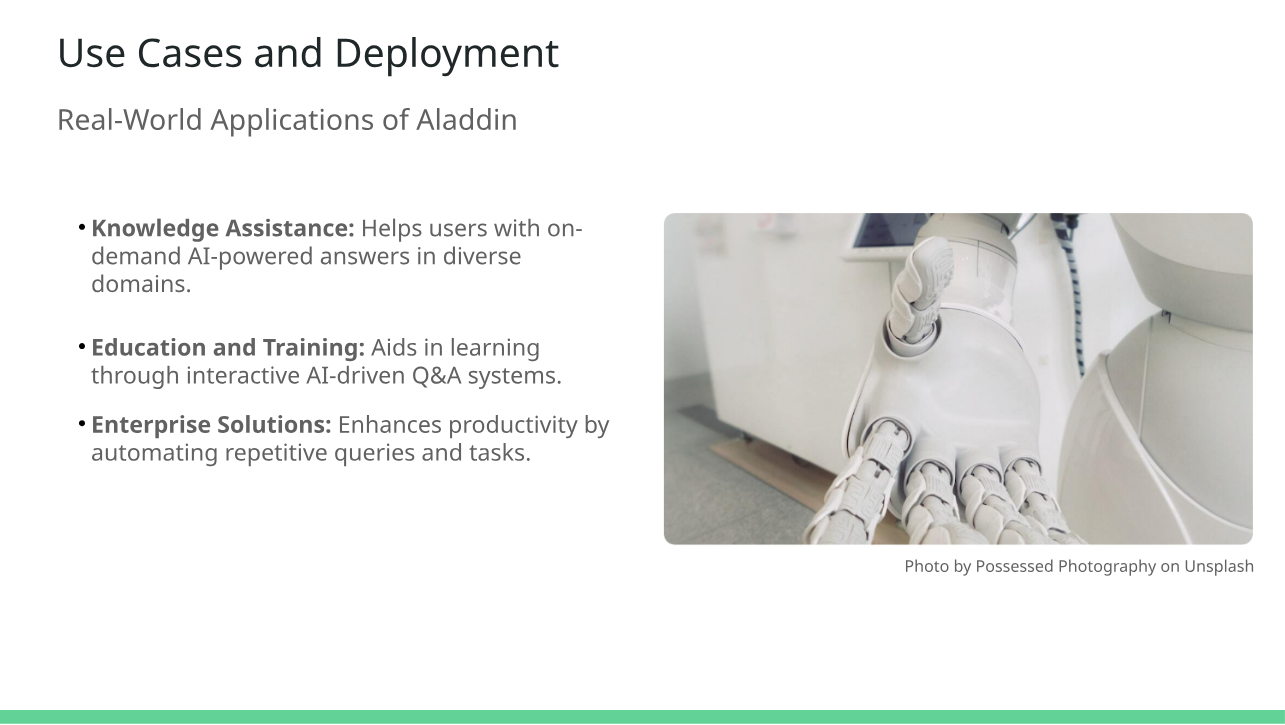 Use Cases and Deployment
Real-World Applications of Aladdin
• Knowledge Assistance: Helps users with on-
demand AI-powered answers in diverse
domains.
• Education and Training: Aids in learning
through interactive AI-driven Q&A systems.
• Enterprise Solutions: Enhances productivity by
automating repetitive queries and tasks.
Photo by Possessed Photography on Unsplash